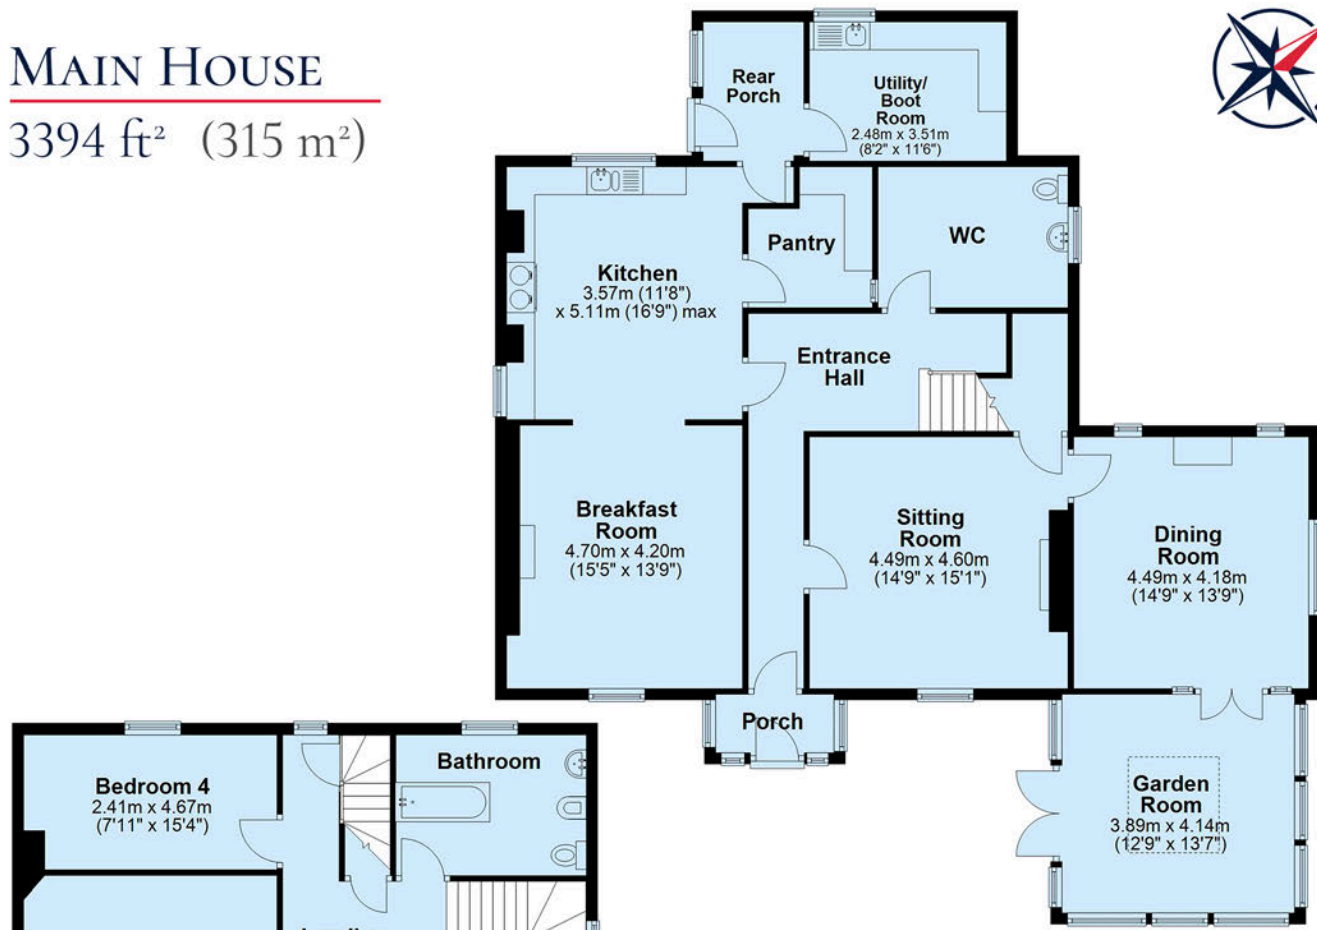 MAIN HOUSE
3394 ft² (315 m²)
Rear
Porch
Utility/
Boot
Room
2.48m x 3.51m
(8'2" x 11'6")
Kitchen
3.57m (11'8")
x 5.11m (16'9") max
Pantry
WC
Entrance
Hall
Breakfast
Room
4.70m x 4.20m
(15'5" x 13'9")
Sitting
Room
4.49m x 4.60m
(14'9" x 15'1")
Dining
Room
4.49m x 4.18m
(14'9" x 13'9")
Porch
Garden
Room
3.89m x 4.14m
(12'9" x 13'7")
Bedroom 4
2.41m x 4.67m
(7'11" x 15'4")
Bathroom